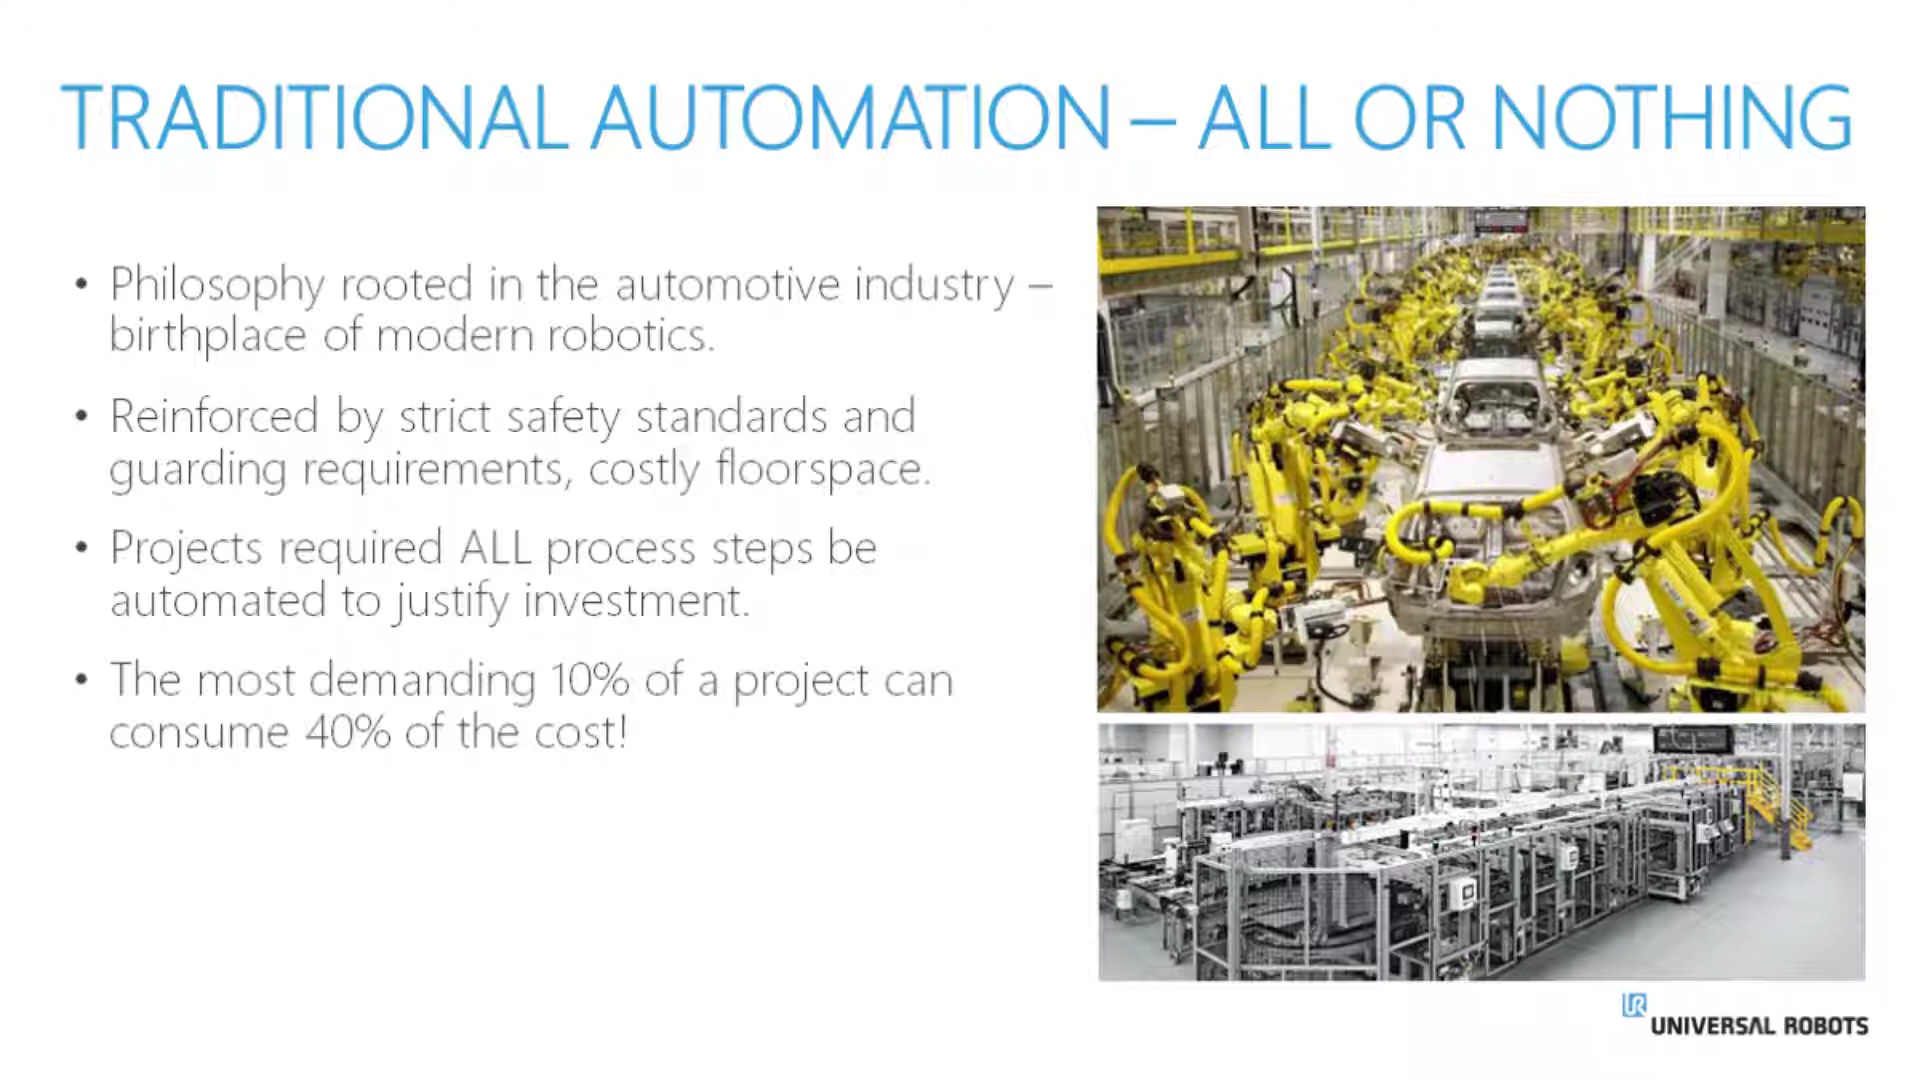 TRADITIONAL AUTOMATION – ALL OR NOTHING
• Philosophy rooted in the automotive industry –
birthplace of modern robotics.
• Reinforced by strict safety standards and
guarding requirements, costly floorspace.
• Projects required ALL process steps be
automated to justify investment.
• The most demanding 10% of a project can
consume 40% of the cost!
UR
UNIVERSAL ROBOTS